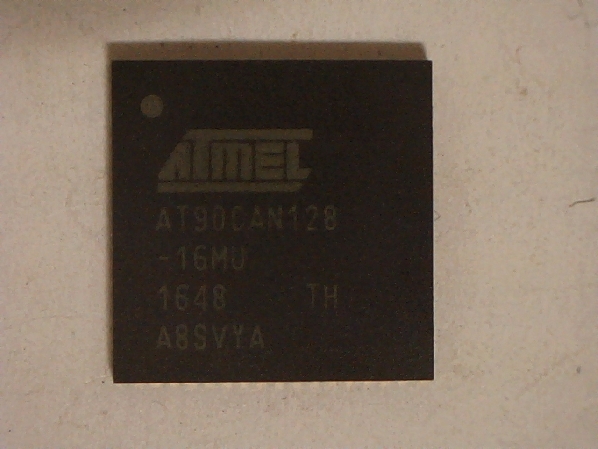 ATMEL
AT90CAN128
-16MU
1648 TH
A8SVYA